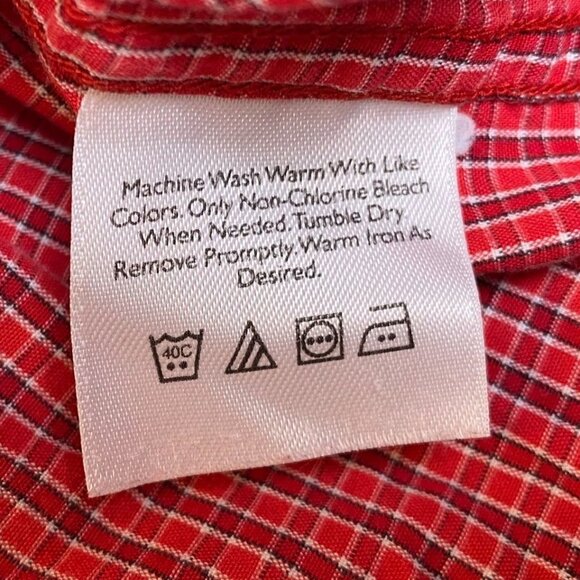 Machine Wash Warm With Like
Colors. Only Non-Chlorine Bleach
When Needed. Tumble Dry
Remove Promptly. Warm Iron As
Desired.
40C